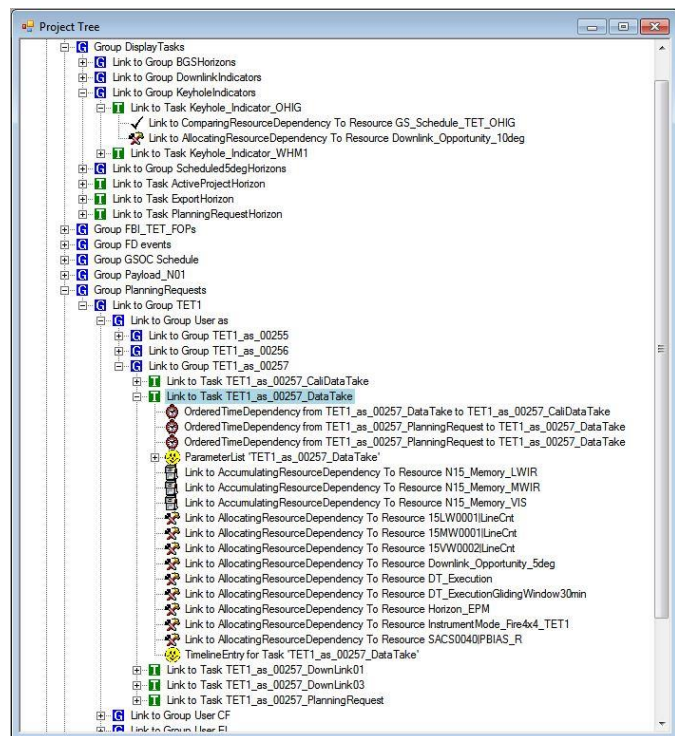 Project Tree
G Group DisplayTasks
G Link to Group BGSHorizons
G Link to Group DownlinkIndicators
G Link to Group KeyholeIndicators
T Link to Task Keyhole_Indicator_OHIG
Link to ComparingResourceDependency To Resource GS_Schedule_TET_OHIG
Link to AllocatingResourceDependency To Resource Downlink_Opportunity_10deg
T Link to Task Keyhole_Indicator_WHM1
G Link to Group Scheduled5degHorizons
T Link to Task ActiveProjectHorizon
T Link to Task ExportHorizon
T Link to Task PlanningRequestHorizon
G Group FBI_TET_FOPs
G Group FD events
G Group GSOC Schedule
G Group Payload_N01
G Group PlanningRequests
G Link to Group TET1
G Link to Group User as
G Link to Group TET1_as_00255
G Link to Group TET1_as_00256
G Link to Group TET1_as_00257
T Link to Task TET1_as_00257_CaliDataTake
T Link to Task TET1_as_00257_DataTake
OrderedTimeDependency from TET1_as_00257_DataTake to TET1_as_00257_CaliDataTake
OrderedTimeDependency from TET1_as_00257_PlanningRequest to TET1_as_00257_DataTake
OrderedTimeDependency from TET1_as_00257_PlanningRequest to TET1_as_00257_DataTake
ParameterList 'TET1_as_00257_DataTake'
Link to AccumulatingResourceDependency To Resource N15_Memory_LWIR
Link to AccumulatingResourceDependency To Resource N15_Memory_MWIR
Link to AccumulatingResourceDependency To Resource N15_Memory_VIS
Link to AllocatingResourceDependency To Resource 15LW0001|LineCnt
Link to AllocatingResourceDependency To Resource 15MW0001|LineCnt
Link to AllocatingResourceDependency To Resource 15VW0002|LineCnt
Link to AllocatingResourceDependency To Resource Downlink_Opportunity_5deg
Link to AllocatingResourceDependency To Resource DT_Execution
Link to AllocatingResourceDependency To Resource DT_ExecutionGlidingWindow30min
Link to AllocatingResourceDependency To Resource Horizon_EPM
Link to AllocatingResourceDependency To Resource InstrumentMode_Fire4x4_TET1
Link to AllocatingResourceDependency To Resource SACS0040|PBIAS_R
TimelineEntry for Task 'TET1_as_00257_DataTake'
T Link to Task TET1_as_00257_DownLink01
T Link to Task TET1_as_00257_DownLink03
T Link to Task TET1_as_00257_PlanningRequest
G Link to Group User CF
G Link to Group User